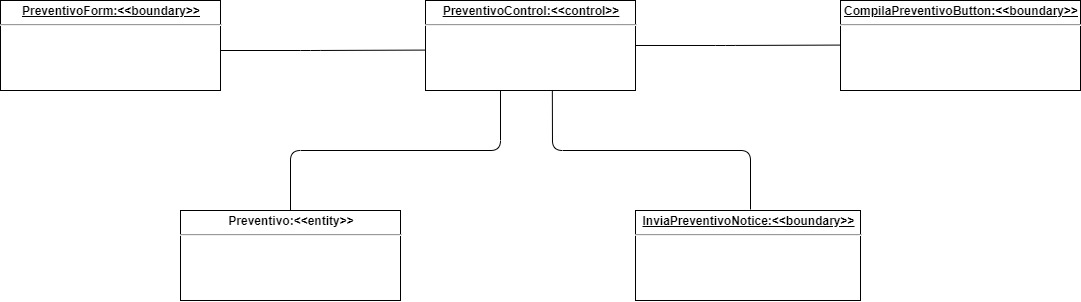 PreventivoForm:<<boundary>>
PreventivoControl:<<control>>
CompilaPreventivoButton:<<boundary>>
Preventivo:<<entity>>
InviaPreventivoNotice:<<boundary>>